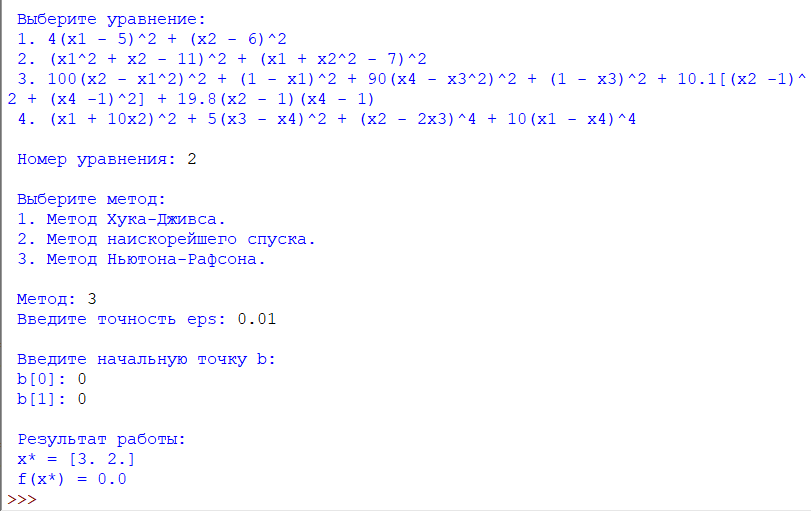 Выберите уравнение:
1. 4(x1 - 5)^2 + (x2 - 6)^2
2. (x1^2 + x2 - 11)^2 + (x1 + x2^2 - 7)^2
3. 100(x2 - x1^2)^2 + (1 - x1)^2 + 90(x4 - x3^2)^2 + (1 - x3)^2 + 10.1[(x2 -1)^
2 + (x4 -1)^2] + 19.8(x2 - 1)(x4 - 1)
4. (x1 + 10x2)^2 + 5(x3 - x4)^2 + (x2 - 2x3)^4 + 10(x1 - x4)^4
Номер уравнения: 2
Выберите метод:
1. Метод Хука-Дживса.
2. Метод наискорейшего спуска.
3. Метод Ньютона-Рафсона.
Метод: 3
Введите точность eps: 0.01
Введите начальную точку b:
b[0]: 0
b[1]: 0
Результат работы:
x* = [3. 2.]
f(x*) = 0.0
>>>